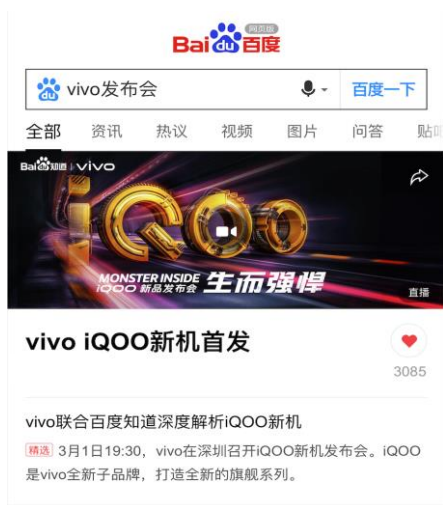 网页版
Bai du 百度
vivo发布会 百度一下
全部 资讯 热议 视频 图片 问答 贴吧
Bai知道 vivo
iQOO
MONSTER INSIDE
iQOO 新品发布会 生而强悍
直播
vivo iQOO新机首发
3085
vivo联合百度知道深度解析iQOO新机
精选 3月1日19:30，vivo在深圳召开iQOO新机发布会。iQOO
是vivo全新子品牌，打造全新的旗舰系列。